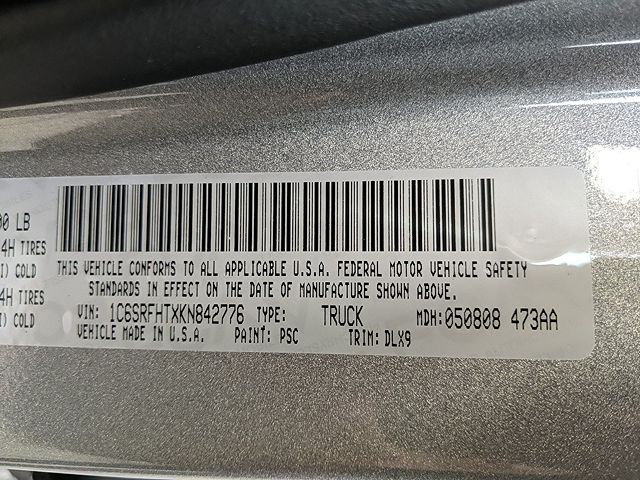 00 LB
4H TIRES
I) COLD
4H TIRES
I) COLD
THIS VEHICLE CONFORMS TO ALL APPLICABLE U.S.A. FEDERAL MOTOR VEHICLE SAFETY
STANDARDS IN EFFECT ON THE DATE OF MANUFACTURE SHOWN ABOVE.
VIN: 1C6SRFHTXKN842776 TYPE: TRUCK MDH:050808 473AA
VEHICLE MADE IN U.S.A. PAINT: PSC TRIM: DLX9